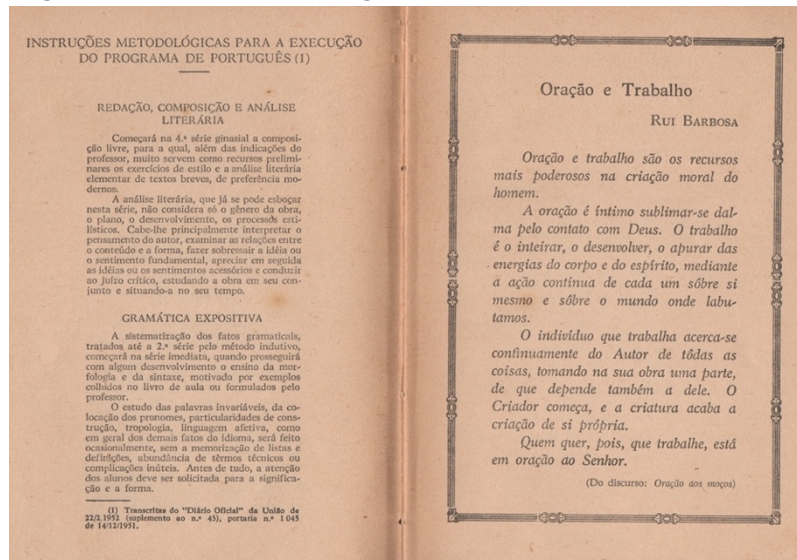 INSTRUÇÕES METODOLÓGICAS PARA A EXECUÇÃO
DO PROGRAMA DE PORTUGUÊS (1)
REDAÇÃO, COMPOSIÇÃO E ANÁLISE
LITERÁRIA
Começará na 4.ª série ginasial a composi-
ção livre, para a qual, além das indicações do
professor, muito servem como recursos prelimi-
nares os exercícios de estilo e a análise literária
elementar de textos breves, de preferência mo-
dernos.
A análise literária, que já se pode esboçar
nesta série, não considera só o gênero da obra,
o plano, o desenvolvimento, os processos esti-
lísticos. Cabe-lhe principalmente interpretar o
pensamento do autor, examinar as relações entre
o conteúdo e a forma, fazer sobressair a idéia ou
o sentimento fundamental, apreciar em seguida
as idéias ou os sentimentos acessórios e conduzir
ao juízo crítico, estudando a obra em seu con-
junto e situando-a no seu tempo.
GRAMÁTICA EXPOSITIVA
A sistematização dos fatos gramaticais,
tratados até a 2.ª série pelo método indutivo,
começará na série imediata, quando prosseguirá
com algum desenvolvimento o ensino da mor-
fologia e da sintaxe, motivado por exemplos
colhidos no livro de aula ou formulados pelo
professor.
O estudo das palavras invariáveis, da co-
locação dos pronomes, particularidades de cons-
trução, tropologia, linguagem afetiva, como
em geral dos demais fatos do idioma, será feito
ocasionalmente, sem a memorização de listas e
definições, abundância de têrmos técnicos ou
complicações inúteis. Antes de tudo, a atenção
dos alunos deve ser solicitada para a significa-
ção e a forma.
(1) Transcritas do "Diário Oficial" da União de
22/2/1952 (suplemento ao n.º 45), portaria n.º 1 045
de 14/12/1951.
Oração e Trabalho
RUI BARBOSA
Oração e trabalho são os recursos
mais poderosos na criação moral do
homem.
A oração é íntimo sublimar-se dal-
ma pelo contato com Deus. O trabalho
é o inteirar, o desenvolver, o apurar das
energias do corpo e do espírito, mediante
a ação contínua de cada um sôbre si
mesmo e sôbre o mundo onde labu-
tamos.
O indivíduo que trabalha acerca-se
contìnuamente do Autor de tôdas as
coisas, tomando na sua obra uma parte,
de que depende também a dele. O
Criador começa, e a criatura acaba a
criação de si própria.
Quem quer, pois, que trabalhe, está
em oração ao Senhor.
(Do discurso: Oração aos moços)